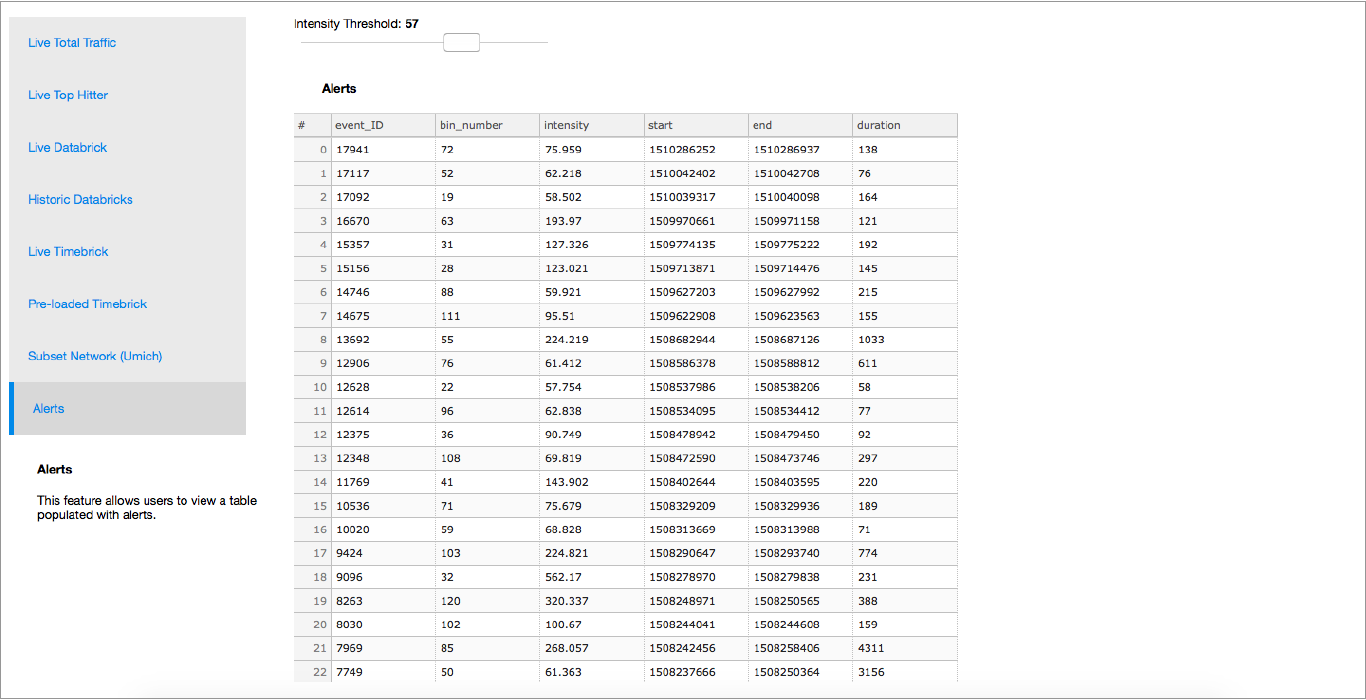 Live Total Traffic
Live Top Hitter
Live Databrick
Historic Databricks
Live Timebrick
Pre-loaded Timebrick
Subset Network (Umich)
Alerts
Alerts
This feature allows users to view a table
populated with alerts.
Intensity Threshold: 57
Alerts
# event_ID bin_number intensity start end duration
0 17941 72 75.959 1510286252 1510286937 138
1 17117 52 62.218 1510042402 1510042708 76
2 17092 19 58.502 1510039317 1510040098 164
3 16670 63 193.97 1509970661 1509971158 121
4 15357 31 127.326 1509774135 1509775222 192
5 15156 28 123.021 1509713871 1509714476 145
6 14746 88 59.921 1509627203 1509627992 215
7 14675 111 95.51 1509622908 1509623563 155
8 13692 55 224.219 1508682944 1508687126 1033
9 12906 76 61.412 1508586378 1508588812 611
10 12628 22 57.754 1508537986 1508538206 58
11 12614 96 62.838 1508534095 1508534412 77
12 12375 36 90.749 1508478942 1508479450 92
13 12348 108 69.819 1508472590 1508473746 297
14 11769 41 143.902 1508402644 1508403595 220
15 10536 71 75.679 1508329209 1508329936 189
16 10020 59 68.828 1508313669 1508313988 71
17 9424 103 224.821 1508290647 1508293740 774
18 9096 32 562.17 1508278970 1508279838 231
19 8263 120 320.337 1508248971 1508250565 388
20 8030 102 100.67 1508244041 1508244608 159
21 7969 85 268.057 1508242456 1508258406 4311
22 7749 50 61.363 1508237666 1508250364 3156